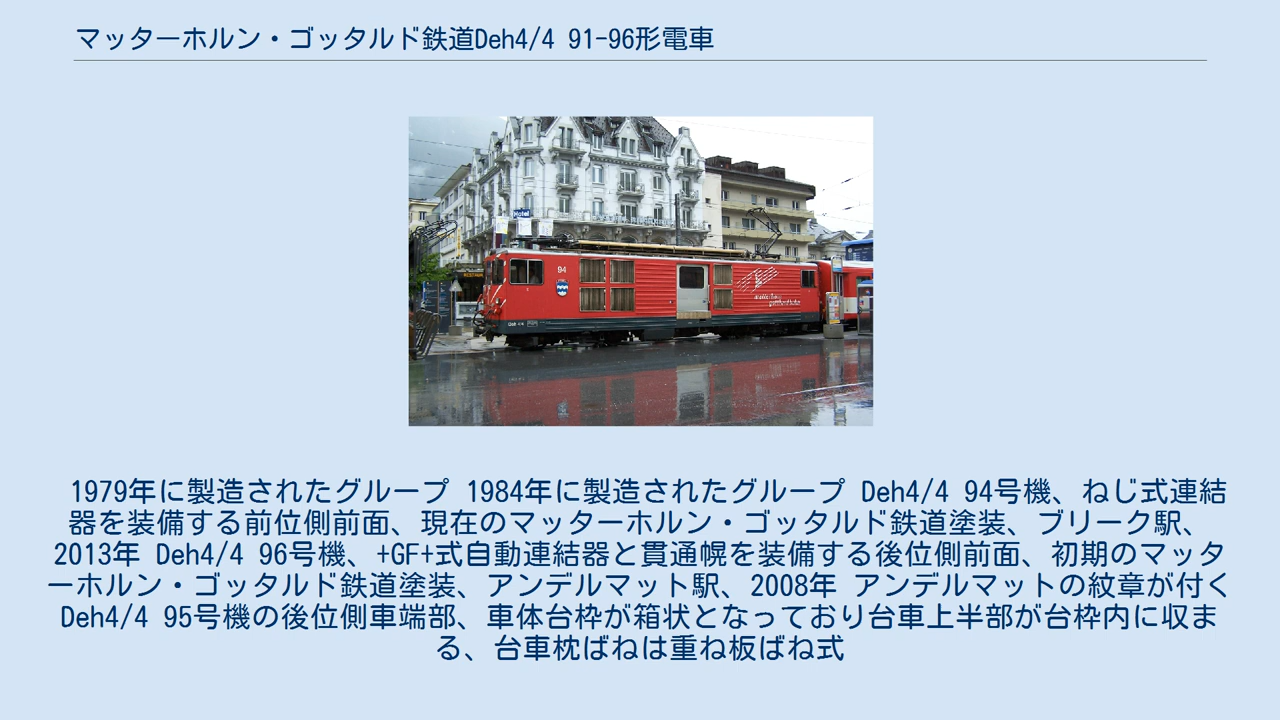 マッターホルン・ゴッタルド鉄道Deh4/4 91-96形電車
Hotel
94
1979年に製造されたグループ 1984年に製造されたグループ Deh4/4 94号機、ねじ式連結
器を装備する前位側前面、現在のマッターホルン・ゴッタルド鉄道塗装、ブリーク駅、
2013年 Deh4/4 96号機、+GF+式自動連結器と貫通幌を装備する後位側前面、初期のマッタ
ーホルン・ゴッタルド鉄道塗装、アンデルマット駅、2008年 アンデルマットの紋章が付く
Deh4/4 95号機の後位側車端部、車体台枠が箱状となっており台車上半部が台枠内に収ま
る、台車枕ばねは重ね板ばね式